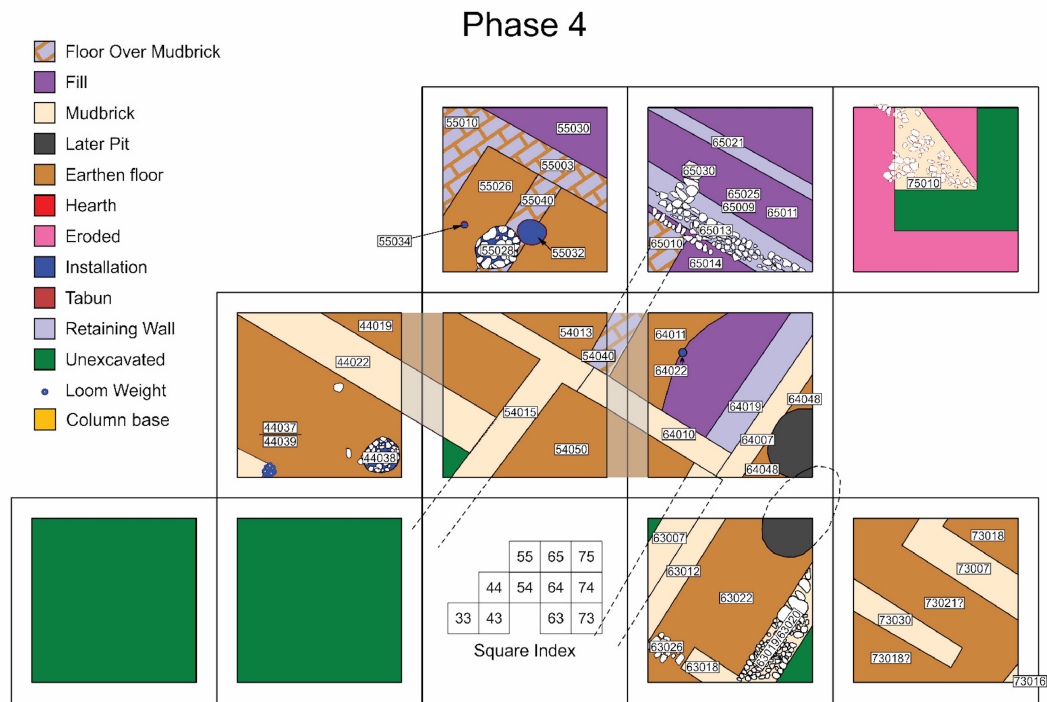 Phase 4
Floor Over Mudbrick
Fill
Mudbrick
Later Pit
Earthen floor
Hearth
Eroded
Installation
Tabun
Retaining Wall
Unexcavated
Loom Weight
Column base
55010
55030
55003
55026
55040
55034
55028
55032
65021
65030
65025
65009
65011
65013
65010
65014
75010
44019
44022
44037
44039
44038
54013
54040
54015
54050
64011
64022
64019
64048
64010
64007
64048
55 65 75
44 54 64 74
33 43 63 73
Square Index
63007
63012
63022
63019/63020
63026
63018
73018
73007
73021?
73030
73018?
73016